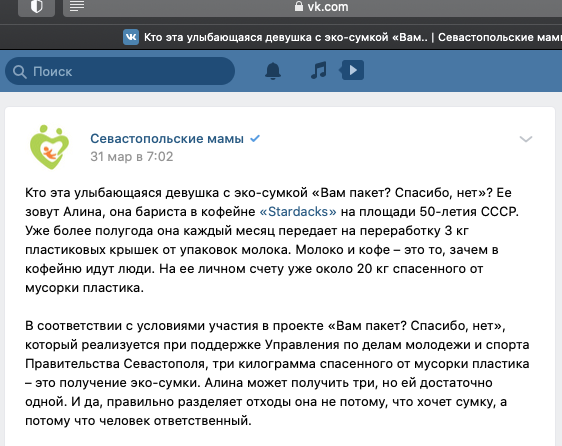 vk.com
Кто эта улыбающаяся девушка с эко-сумкой «Вам.. | Севастопольские мам
Поиск
Севастопольские мамы
31 мар в 7:02
Кто эта улыбающаяся девушка с эко-сумкой «Вам пакет? Спасибо, нет»? Ее
зовут Алина, она бариста в кофейне «Stardacks» на площади 50-летия СССР.
Уже более полугода она каждый месяц передает на переработку 3 кг
пластиковых крышек от упаковок молока. Молоко и кофе – это то, зачем в
кофейню идут люди. На ее личном счету уже около 20 кг спасенного от
мусорки пластика.
В соответствии с условиями участия в проекте «Вам пакет? Спасибо, нет»,
который реализуется при поддержке Управления по делам молодежи и спорта
Правительства Севастополя, три килограмма спасенного от мусорки пластика
– это получение эко-сумки. Алина может получить три, но ей достаточно
одной. И да, правильно разделяет отходы она не потому, что хочет сумку, а
потому что человек ответственный.